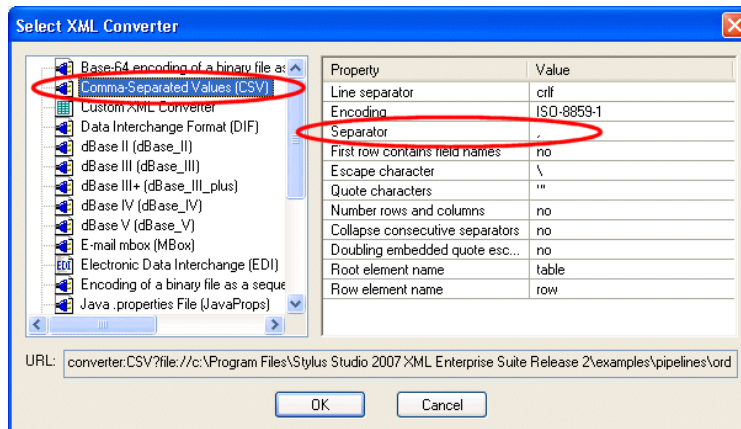 Select XML Converter
Base-64 encoding of a binary file as
Comma-Separated Values (CSV)
Custom XML Converter
Data Interchange Format (DIF)
dBase II (dBase_II)
dBase III (dBase_III)
dBase III+ (dBase_III_plus)
dBase IV (dBase_IV)
dBase V (dBase_V)
E-mail mbox (MBox)
EDI Electronic Data Interchange (EDI)
Encoding of a binary file as a seque
Java .properties File (JavaProps)
Property Value
Line separator crlf
Encoding ISO-8859-1
Separator ,
First row contains field names no
Escape character \
Quote characters '"
Number rows and columns no
Collapse consecutive separators no
Doubling embedded quote esc... no
Root element name table
Row element name row
URL: converter:CSV?file://c:\Program Files\Stylus Studio 2007 XML Enterprise Suite Release 2\examples\pipelines\ord
OK Cancel